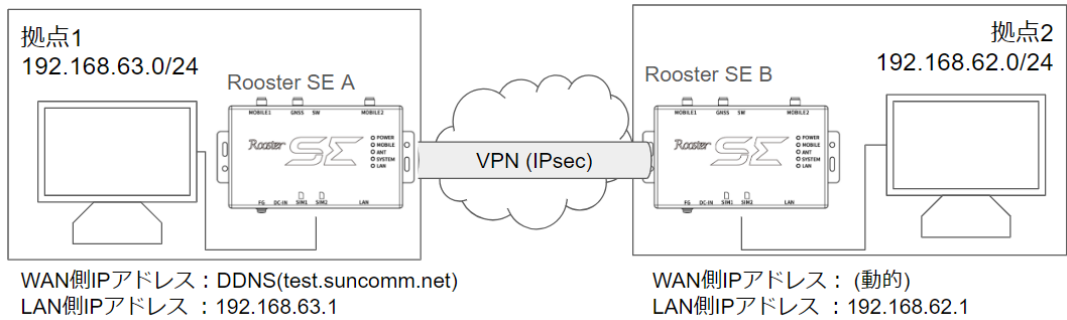 拠点1
192.168.63.0/24
Rooster SE A
MOBILE1 GNSS SW MOBILE2
Rooster SE
POWER
MOBILE
ANT
SYSTEM
LAN
FG DC-IN SIM1 SIM2 LAN
WAN側IPアドレス：DDNS(test.suncomm.net)
LAN側IPアドレス ：192.168.63.1
VPN (IPsec)
拠点2
192.168.62.0/24
Rooster SE B
MOBILE1 GNSS SW MOBILE2
Rooster SE
POWER
MOBILE
ANT
SYSTEM
LAN
FG DC-IN SIM1 SIM2 LAN
WAN側IPアドレス： (動的)
LAN側IPアドレス ：192.168.62.1